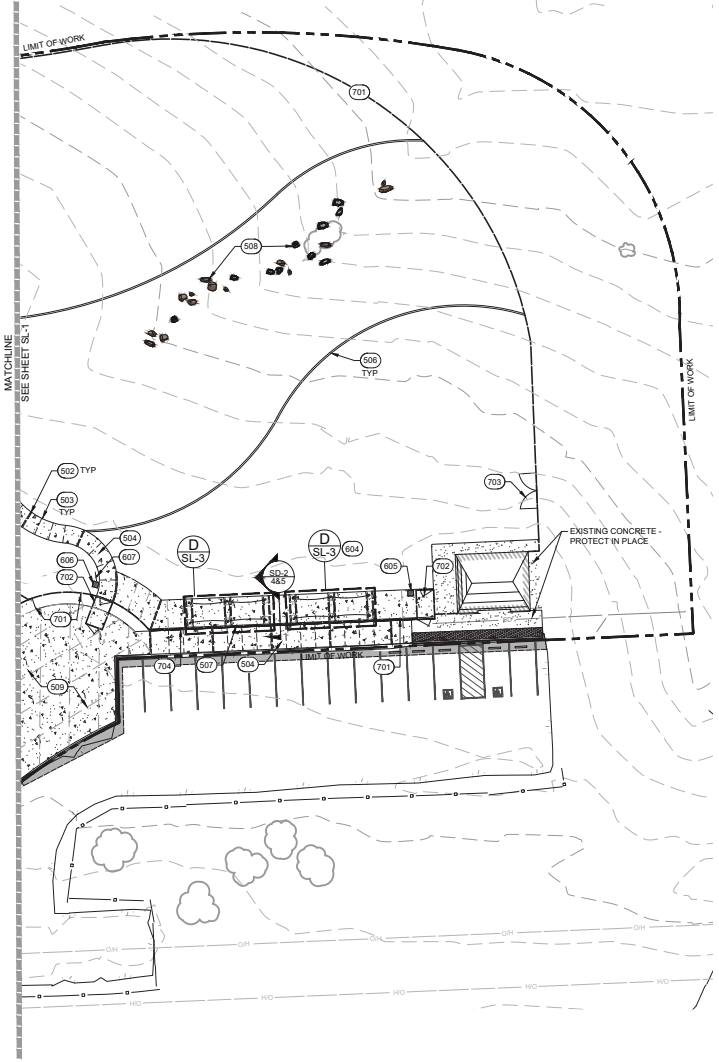 LIMIT OF WORK
701
508
MATCHLINE
SEE SHEET SL-1
506
TYP
LIMIT OF WORK
703
502 TYP
503
TYP
504
606
607
702
701
D
SL-3
D
SL-3
604
SD-2
4&5
605
702
EXISTING CONCRETE -
PROTECT IN PLACE
704
507
504
LIMIT OF WORK
701
509
O/H
O/H
O/H
O/H
O/H
H/O
H/O
H/O
H/O
H/O